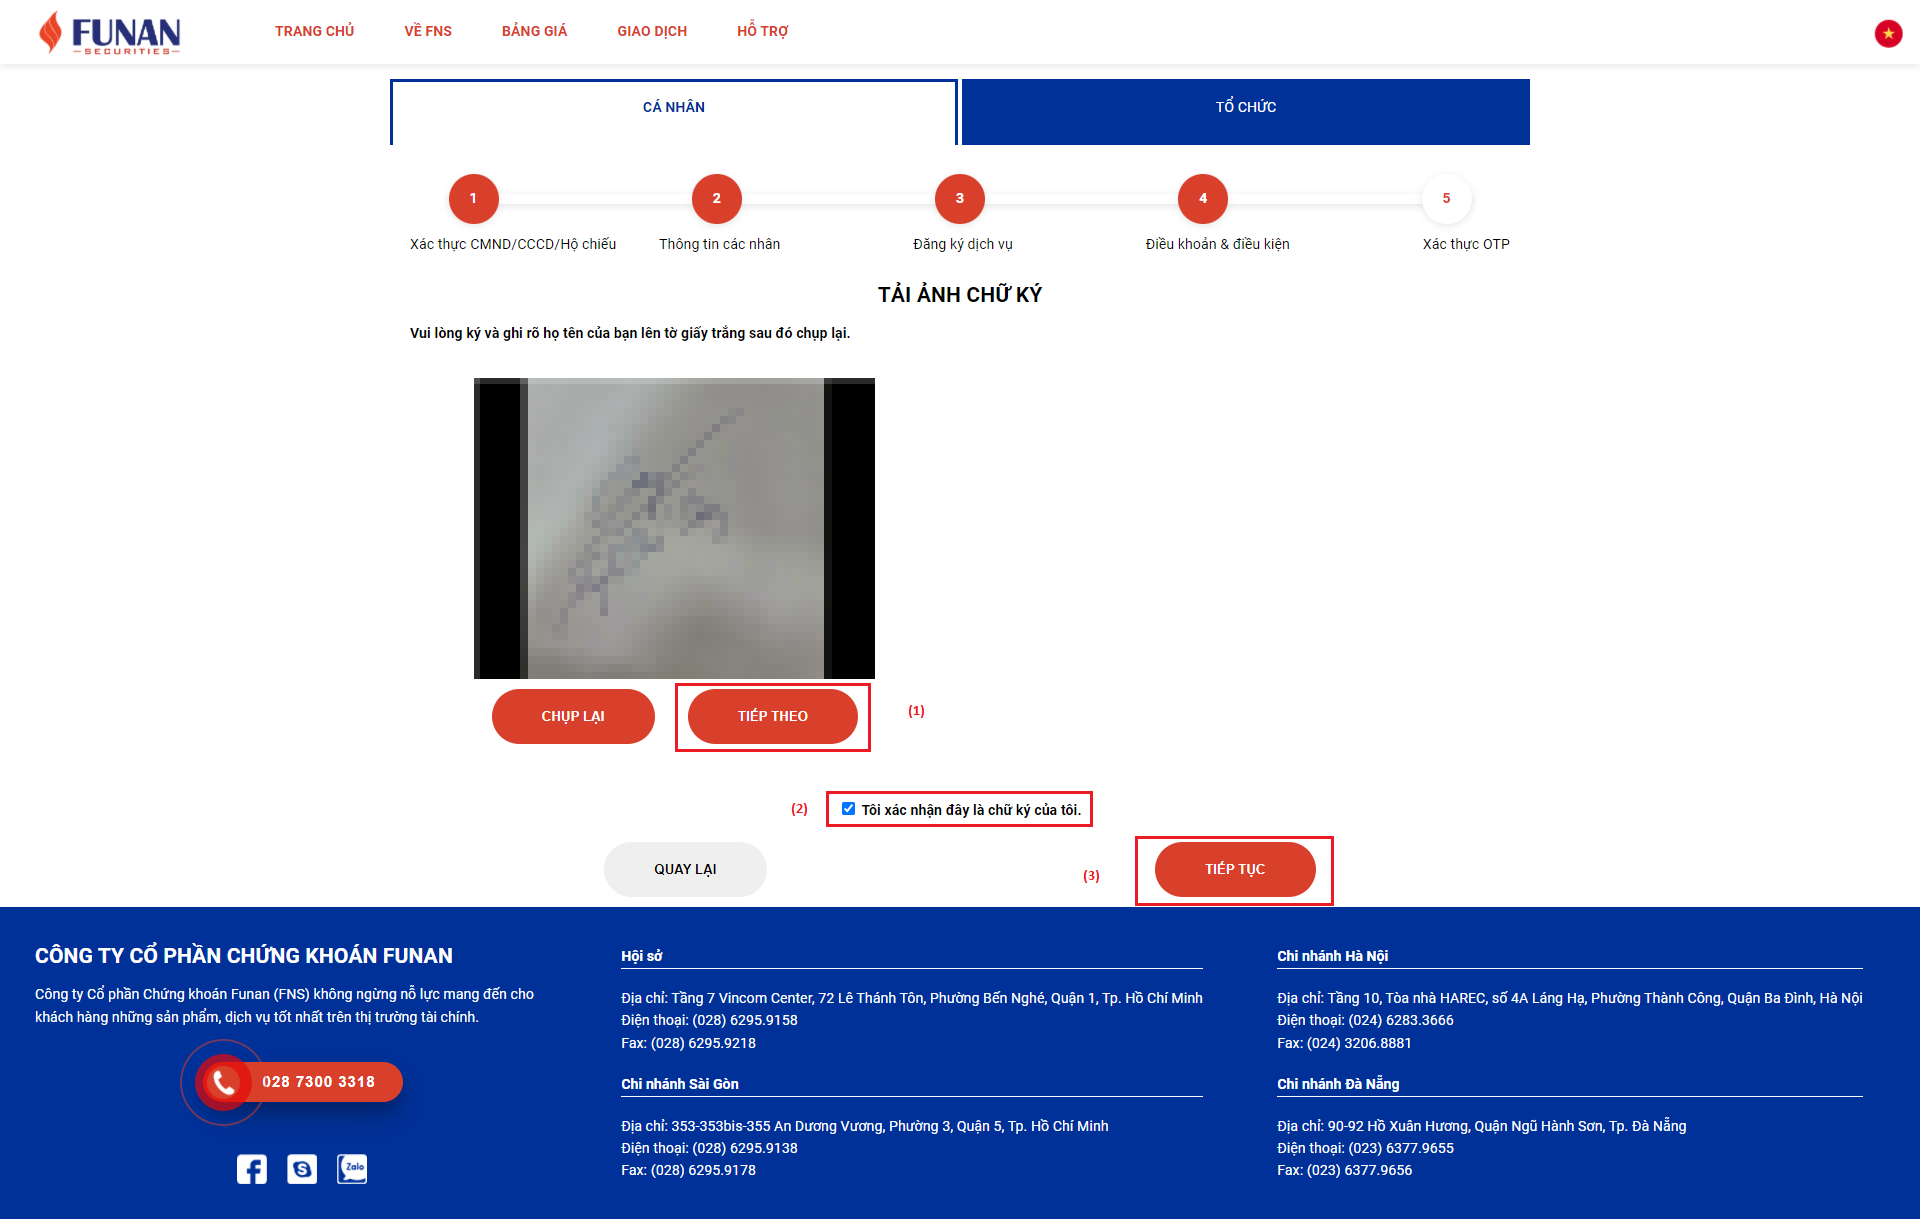 FUNAN
SECURITIES
TRANG CHỦ
VỀ FNS
BẢNG GIÁ
GIAO DỊCH
HỖ TRỢ
CÁ NHÂN
TỔ CHỨC
1
2
3
4
5
Xác thực CMND/CCCD/Hộ chiếu
Thông tin các nhân
Đăng ký dịch vụ
Điều khoản & điều kiện
Xác thực OTP
TẢI ẢNH CHỮ KÝ
Vui lòng ký và ghi rõ họ tên của bạn lên tờ giấy trắng sau đó chụp lại.
CHỤP LẠI
TIẾP THEO
(1)
(2)
Tôi xác nhận đây là chữ ký của tôi.
QUAY LẠI
(3)
TIẾP TỤC
CÔNG TY CỔ PHẦN CHỨNG KHOÁN FUNAN
Công ty Cổ phần Chứng khoán Funan (FNS) không ngừng nỗ lực mang đến cho
khách hàng những sản phẩm, dịch vụ tốt nhất trên thị trường tài chính.
028 7300 3318
Zalo
Hội sở
Địa chỉ: Tầng 7 Vincom Center, 72 Lê Thánh Tôn, Phường Bến Nghé, Quận 1, Tp. Hồ Chí Minh
Điện thoại: (028) 6295.9158
Fax: (028) 6295.9218
Chi nhánh Sài Gòn
Địa chỉ: 353-353bis-355 An Dương Vương, Phường 3, Quận 5, Tp. Hồ Chí Minh
Điện thoại: (028) 6295.9138
Fax: (028) 6295.9178
Chi nhánh Hà Nội
Địa chỉ: Tầng 10, Tòa nhà HAREC, số 4A Láng Hạ, Phường Thành Công, Quận Ba Đình, Hà Nội
Điện thoại: (024) 6283.3666
Fax: (024) 3206.8881
Chi nhánh Đà Nẵng
Địa chỉ: 90-92 Hồ Xuân Hương, Quận Ngũ Hành Sơn, Tp. Đà Nẵng
Điện thoại: (023) 6377.9655
Fax: (023) 6377.9656